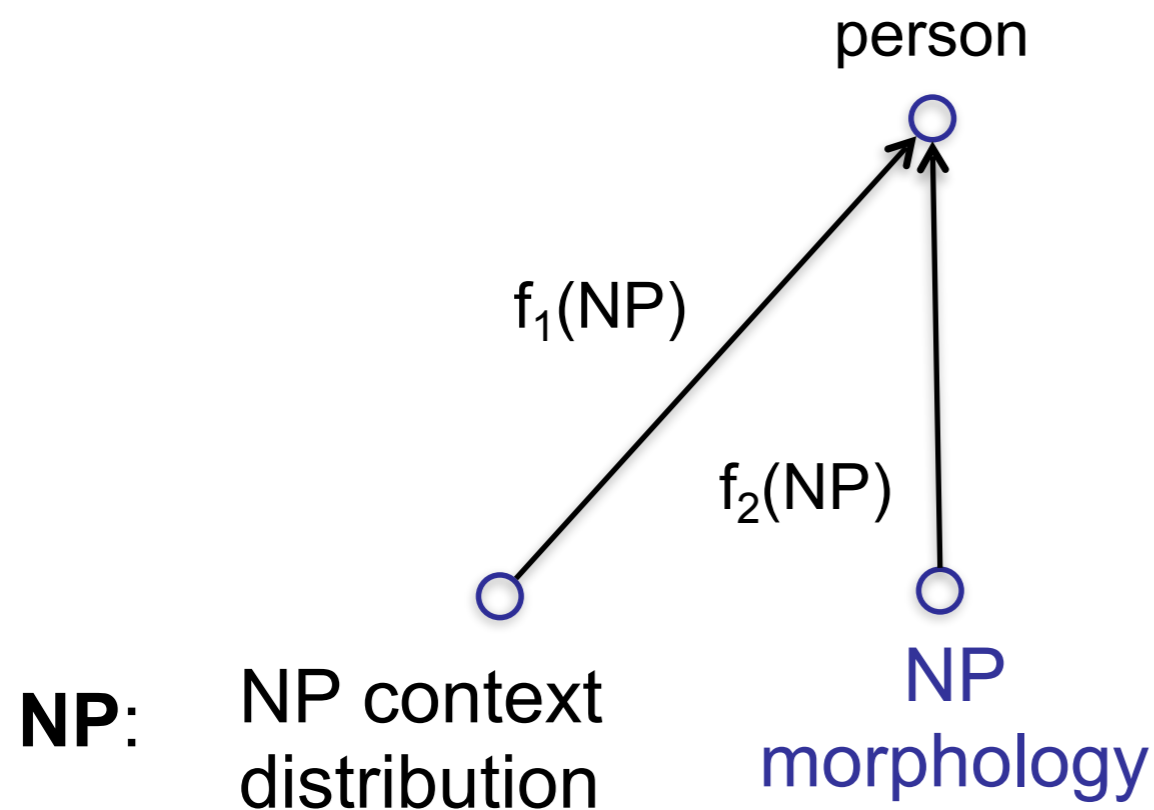 person
f₁(NP)
f₂(NP)
NP:
NP context
distribution
NP
morphology